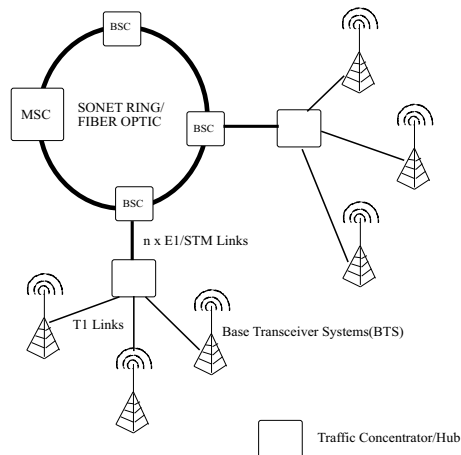 BSC
MSC
SONET RING/
FIBER OPTIC
BSC
BSC
n x E1/STM Links
T1 Links
Base Transceiver Systems(BTS)
Traffic Concentrator/Hub